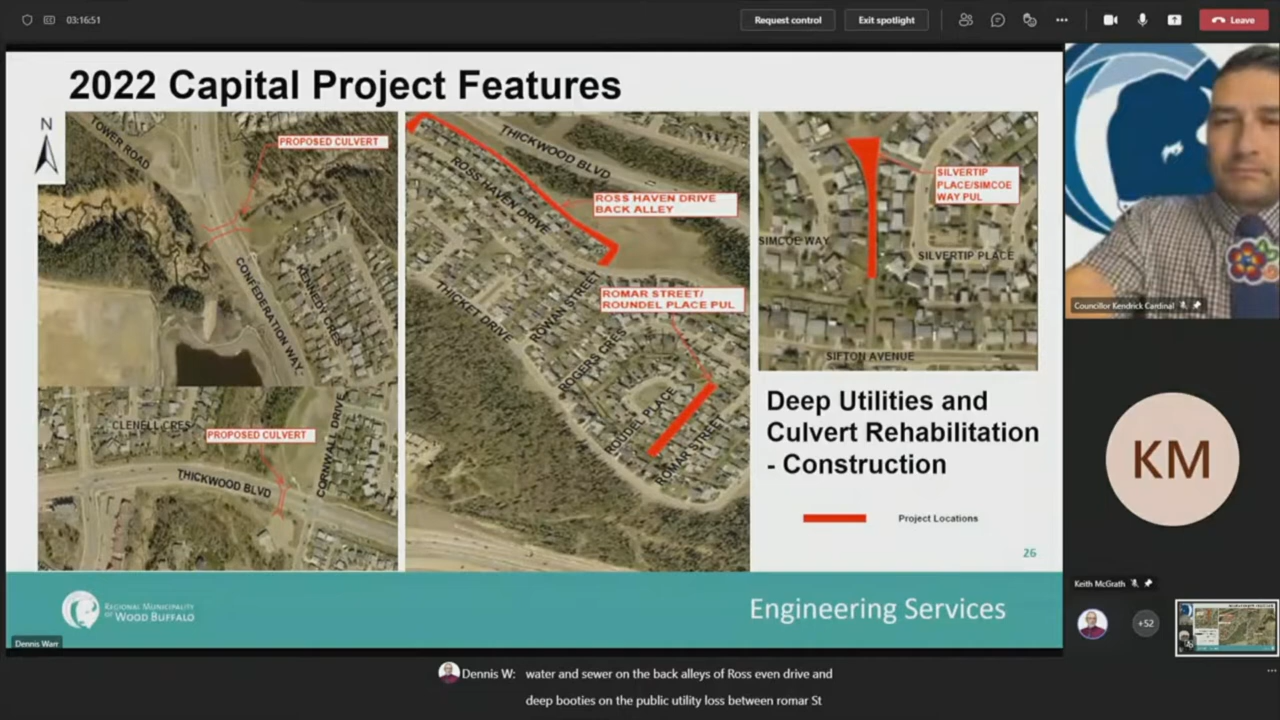 03:16:51
Request control
Exit spotlight
Leave
2022 Capital Project Features
N
TOWER ROAD
PROPOSED CULVERT
CONFEDERATION WAY
KENNEDY CRES
CLENELL CRES
PROPOSED CULVERT
THICKWOOD BLVD
CORNWALL DRIVE
THICKWOOD BLVD
ROSS HAVEN DRIVE
ROSS HAVEN DRIVE
BACK ALLEY
ROMAR STREET/
ROUNDEL PLACE PUL
THICKET DRIVE
ROWAN STREET
ROGERS CRES
ROUDEL PLACE
ROMAR STREET
SILVERTIP
PLACE/SIMCOE
WAY PUL
SIMCOE WAY
SILVERTIP PLACE
SIFTON AVENUE
Deep Utilities and
Culvert Rehabilitation
- Construction
Project Locations
26
REGIONAL MUNICIPALITY
OF WOOD BUFFALO
Engineering Services
Dennis Warr
Councillor Kendrick Cardinal
KM
Keith McGrath
+52
Dennis W: water and sewer on the back alleys of Ross even drive and
deep booties on the public utility loss between romar St